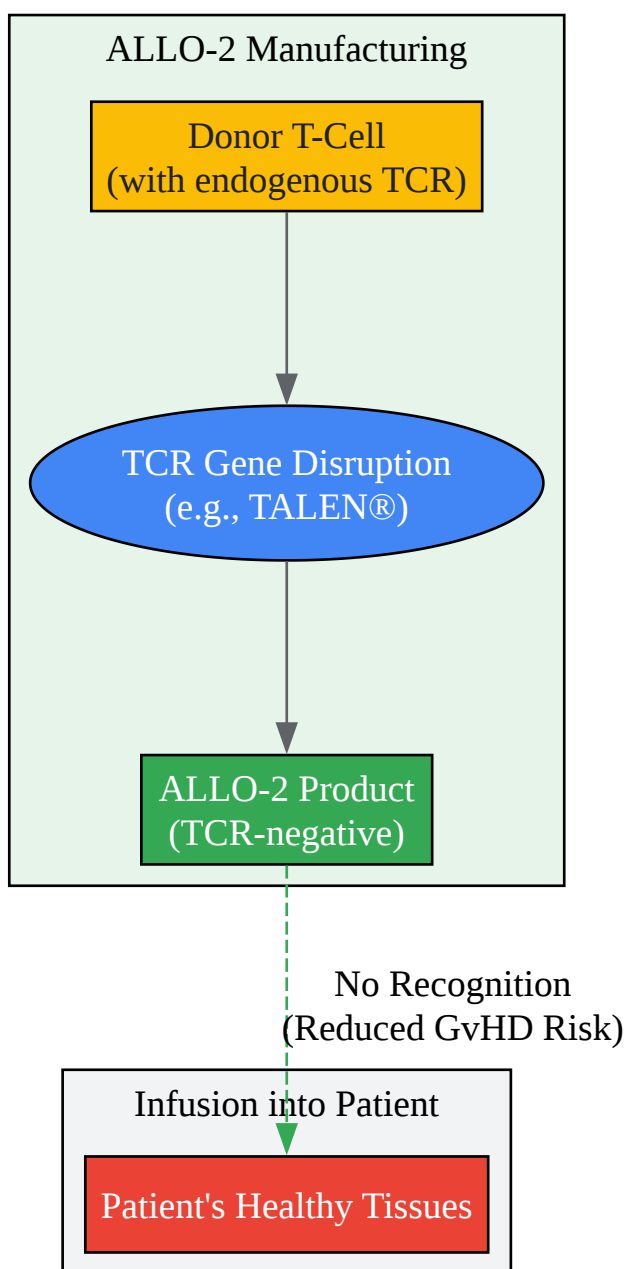 ALLO-2 Manufacturing
Donor T-Cell
(with endogenous TCR)
TCR Gene Disruption
(e.g., TALEN®)
ALLO-2 Product
(TCR-negative)
No Recognition
(Reduced GvHD Risk)
Infusion into Patient
Patient's Healthy Tissues